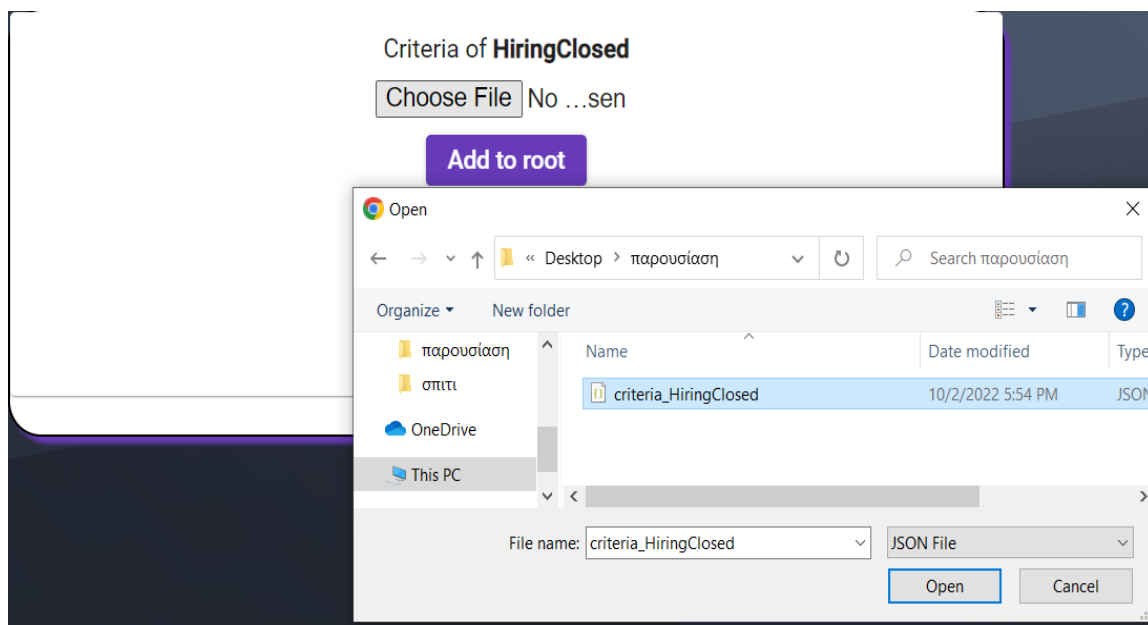 Criteria of HiringClosed
Choose File No …sen
Add to root
Open
« Desktop › παρουσίαση
Search παρουσίαση
Organize New folder
?
παρουσίαση
Name Date modified Type
σπιτι
criteria_HiringClosed 10/2/2022 5:54 PM JSON
OneDrive
This PC
File name: criteria_HiringClosed JSON File
Open Cancel